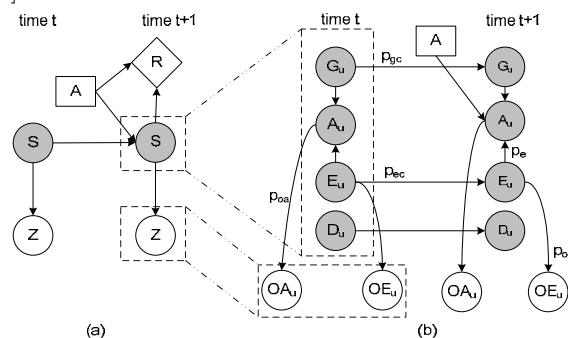 time t
time t+1
R
A
S
S
Z
Z
(a)
time t
time t+1
A
Gu
pgc
Gu
Au
Au
pe
Eu
pec
Eu
poa
Du
Du
po
OAu
OEu
OAu
OEu
(b)